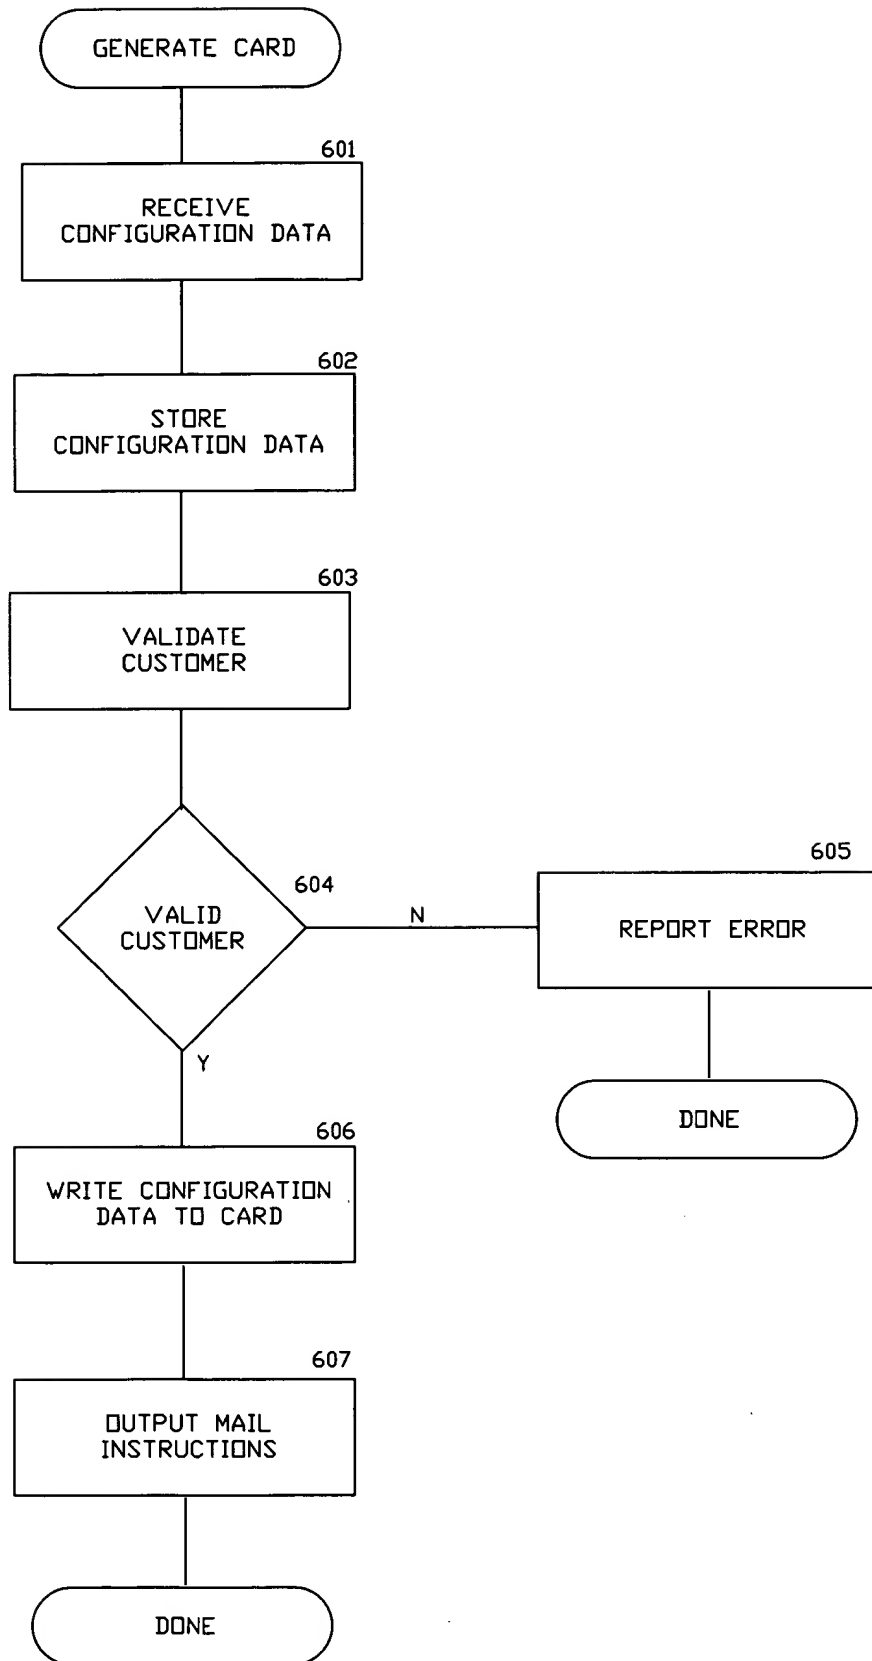 GENERATE CARD
601
RECEIVE
CONFIGURATION DATA
602
STORE
CONFIGURATION DATA
603
VALIDATE
CUSTOMER
604
VALID
CUSTOMER
N
605
REPORT ERROR
DONE
Y
606
WRITE CONFIGURATION
DATA TO CARD
607
OUTPUT MAIL
INSTRUCTIONS
DONE